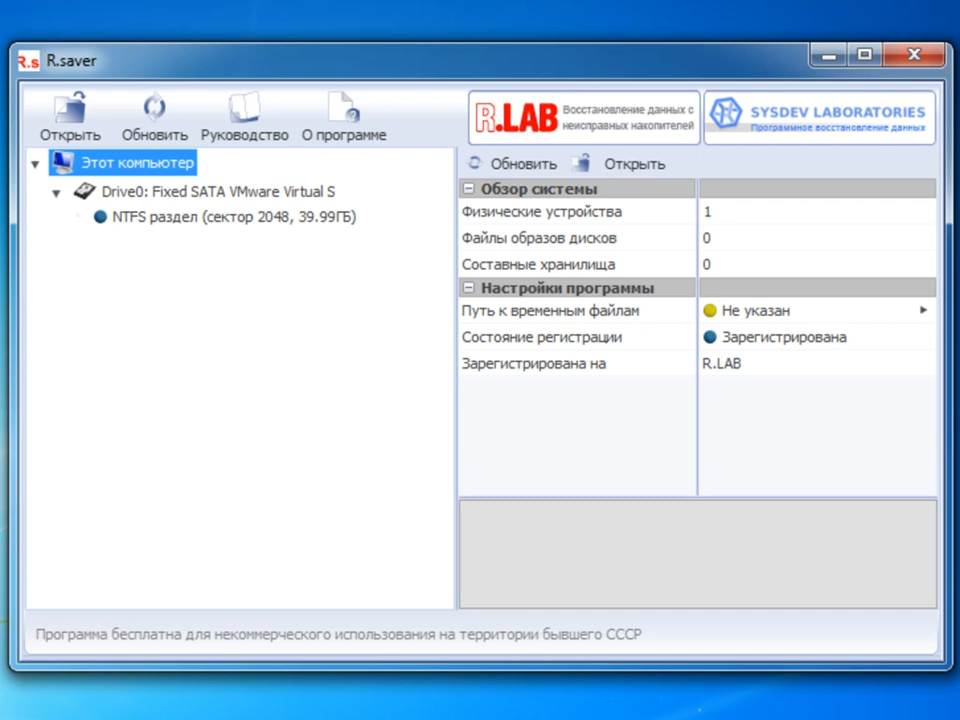 R.s R.saver
Открыть Обновить Руководство О программе
R.LAB Восстановление данных с неисправных накопителей
SYSDEV LABORATORIES
Программное восстановление данных
Этот компьютер
Drive0: Fixed SATA VMware Virtual S
NTFS раздел (сектор 2048, 39.99ГБ)
Обновить Открыть
Обзор системы
Физические устройства 1
Файлы образов дисков 0
Составные хранилища 0
Настройки программы
Путь к временным файлам Не указан
Состояние регистрации Зарегистрирована
Зарегистрирована на R.LAB
Программа бесплатна для некоммерческого использования на территории бывшего СССР